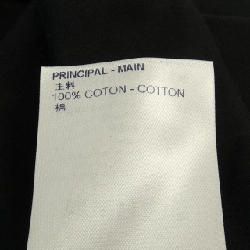 PRINCIPAL - MAIN
主料
100% COTON - COTTON
棉